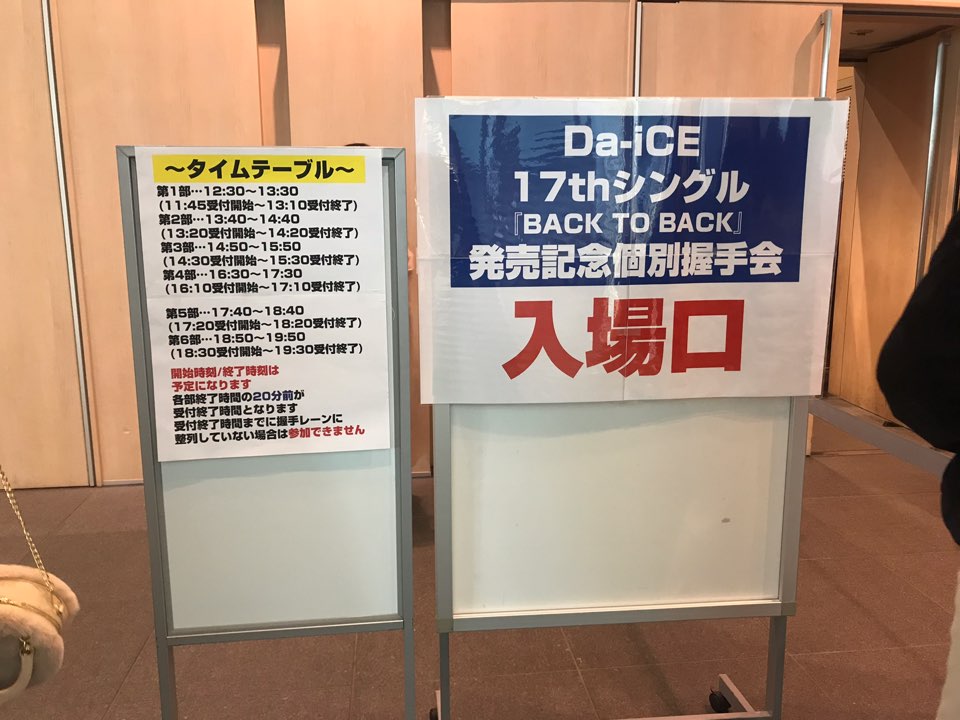 ～タイムテーブル～
第1部…12:30～13:30
(11:45受付開始～13:10受付終了)
第2部…13:40～14:40
(13:20受付開始～14:20受付終了)
第3部…14:50～15:50
(14:30受付開始～15:30受付終了)
第4部…16:30～17:30
(16:10受付開始～17:10受付終了)
第5部…17:40～18:40
(17:20受付開始～18:20受付終了)
第6部…18:50～19:50
(18:30受付開始～19:30受付終了)
開始時刻/終了時刻は
予定になります
各部終了時間の20分前が
受付終了時間となります
受付終了時間までに握手レーンに
整列していない場合は参加できません
Da-iCE
17thシングル
『BACK TO BACK』
発売記念個別握手会
入場口